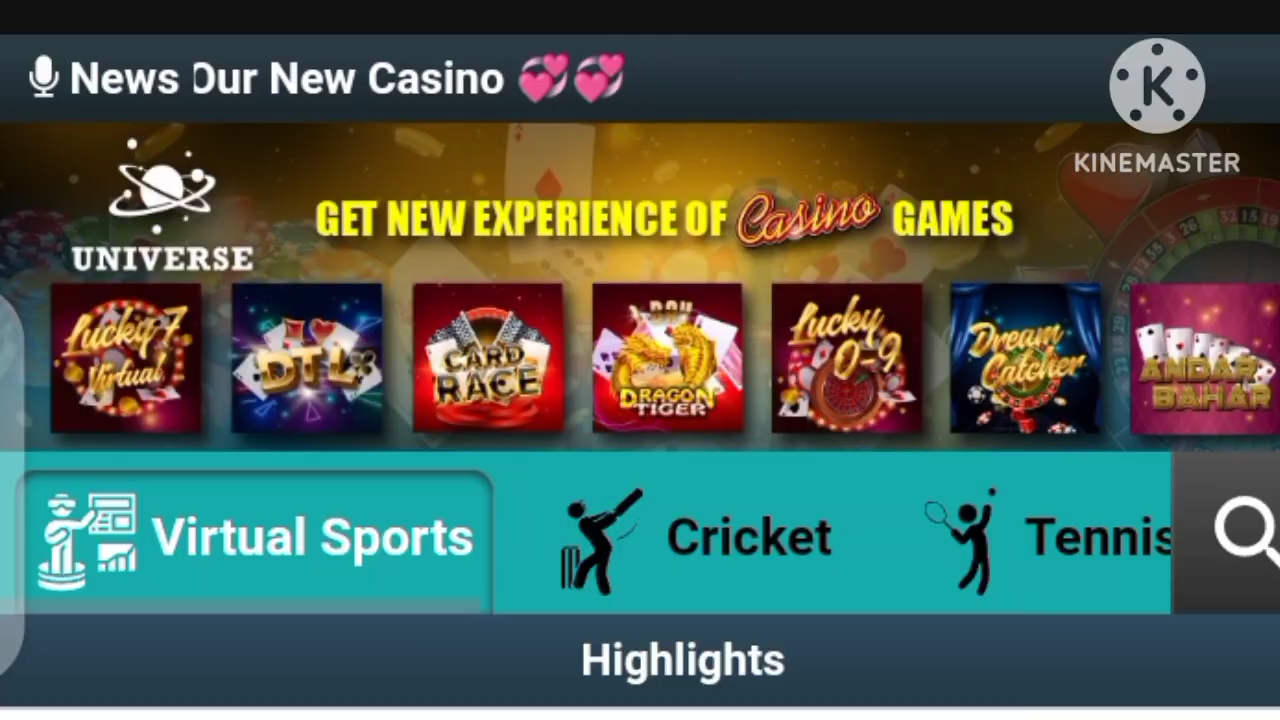 News Our New Casino 💞💞
K
KINEMASTER
UNIVERSE
GET NEW EXPERIENCE OF Casino GAMES
Lucky 7
Virtual
DTL
CARD
RACE
DRAGON
TIGER
Lucky
0-9
Dream
Catcher
ANDAR
BAHAR
Virtual Sports
Cricket
Tennis
Highlights